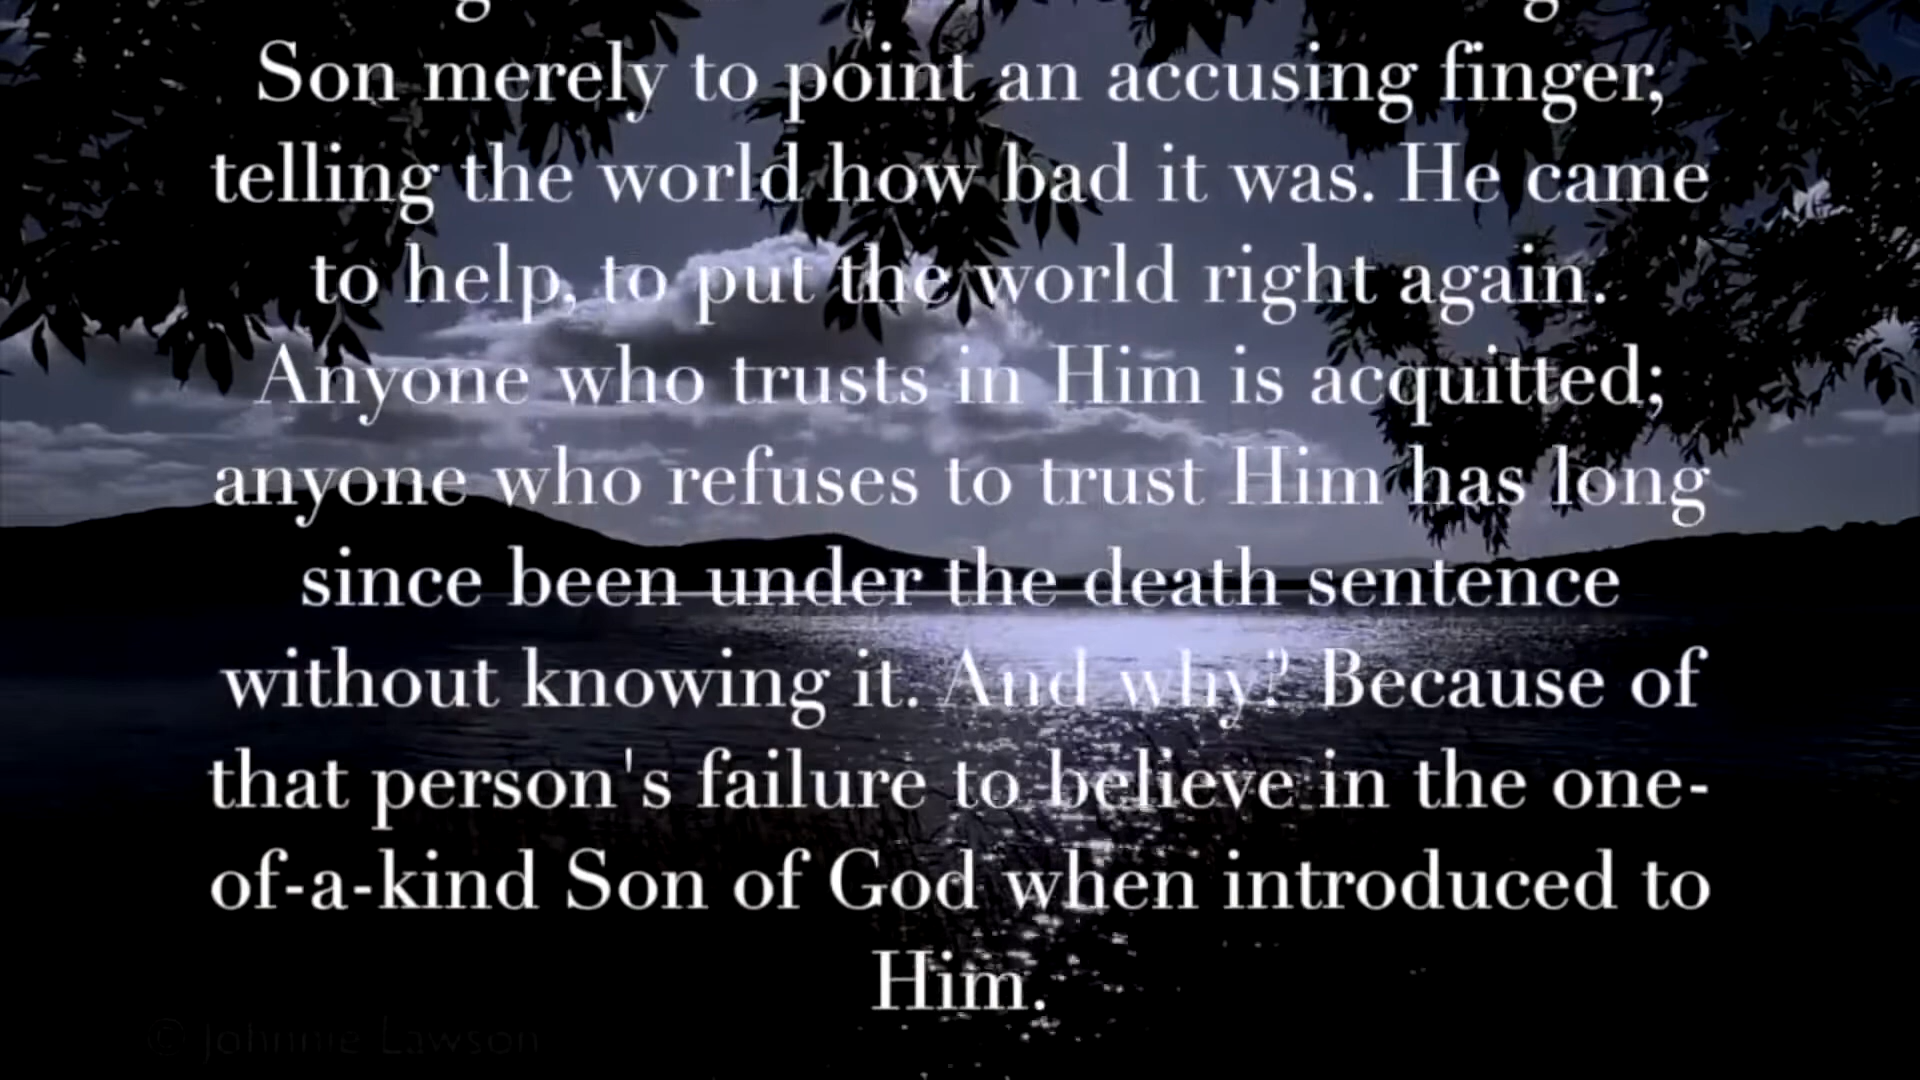 Son merely to point an accusing finger,
telling the world how bad it was. He came
to help, to put the world right again.
Anyone who trusts in Him is acquitted;
anyone who refuses to trust Him has long
since been under the death sentence
without knowing it. And why? Because of
that person's failure to believe in the one-
of-a-kind Son of God when introduced to
Him.
© Johnnie Lawson